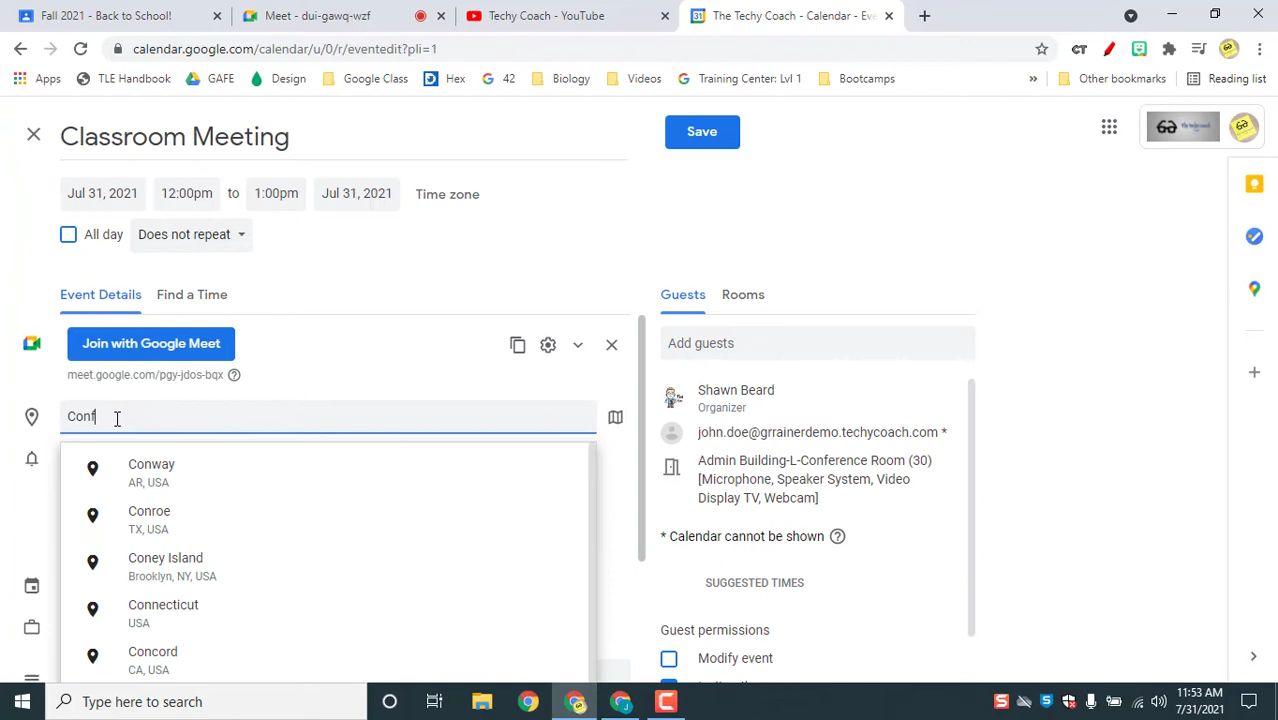 Fall 2021 - Back to School!
Meet - dui-gawq-wzf
Techy Coach - YouTube
The Techy Coach - Calendar - Eve
calendar.google.com/calendar/u/0/r/eventedit?pli=1
Apps
TLE Handbook
GAFE
Design
Google Class
Hex
42
Biology
Videos
Training Center: Lvl 1
Bootcamps
»
Other bookmarks
Reading list
Classroom Meeting
Save
Jul 31, 2021
12:00pm
to
1:00pm
Jul 31, 2021
Time zone
All day
Does not repeat
Event Details
Find a Time
Guests
Rooms
Join with Google Meet
meet.google.com/pgy-jdos-bqx
Add guests
Conf
Shawn Beard
Organizer
john.doe@grrainerdemo.techycoach.com *
Admin Building-L-Conference Room (30)
[Microphone, Speaker System, Video
Display TV, Webcam]
* Calendar cannot be shown
SUGGESTED TIMES
Guest permissions
Modify event
Conway
AR, USA
Conroe
TX, USA
Coney Island
Brooklyn, NY, USA
Connecticut
USA
Concord
CA, USA
Type here to search
11:53 AM
7/31/2021